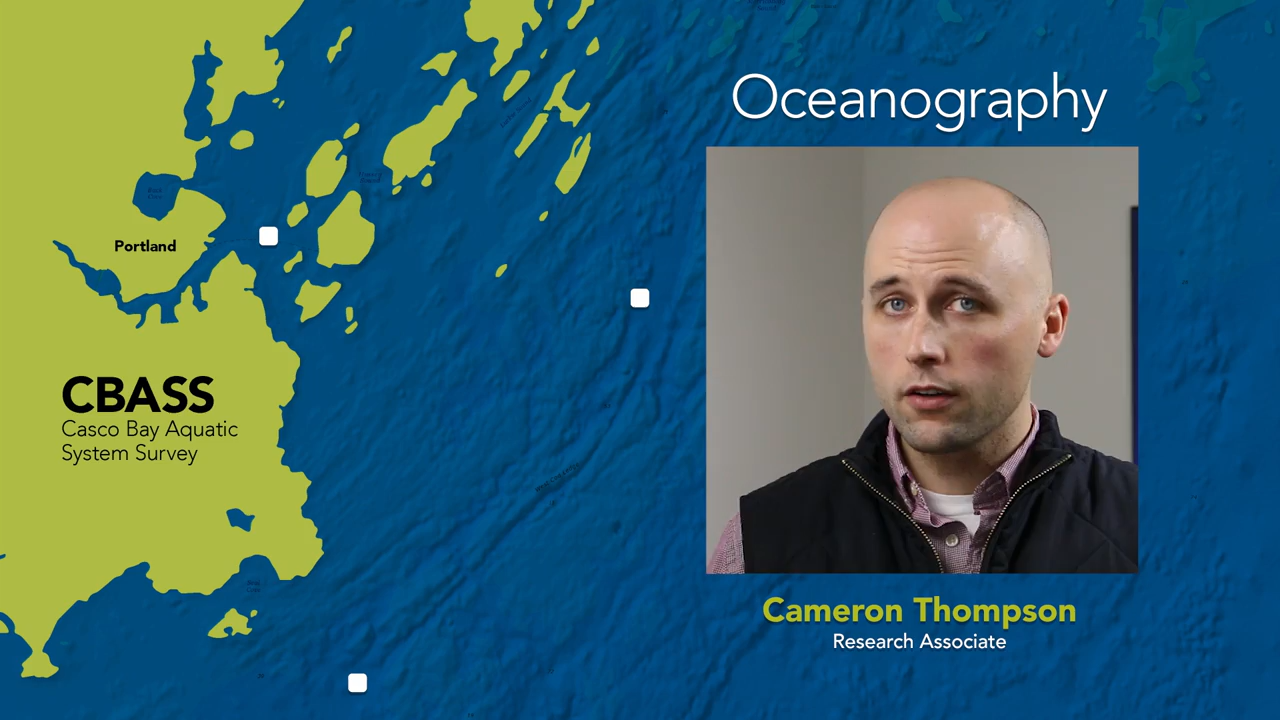 Oceanography
Portland
CBASS
Casco Bay Aquatic
System Survey
Cameron Thompson
Research Associate